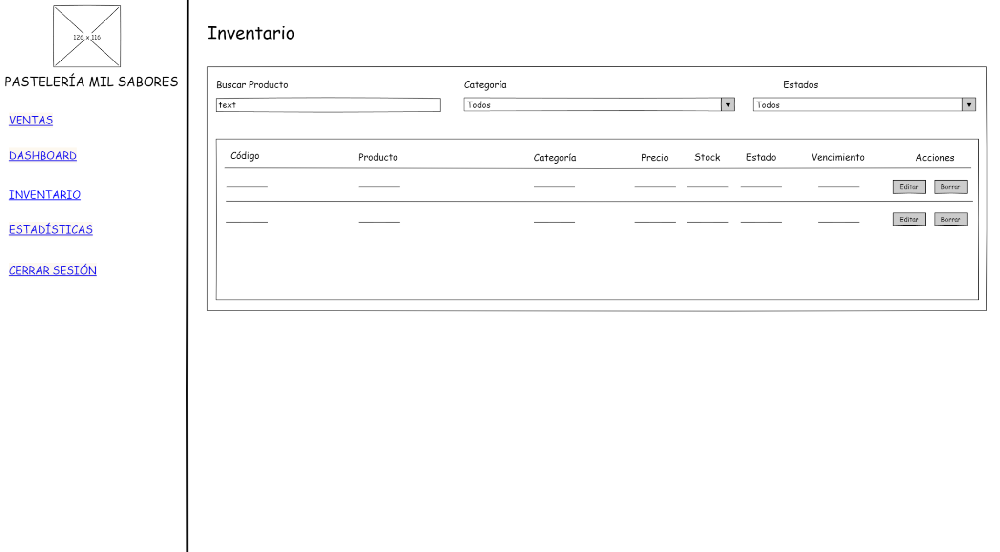 126 x 116
PASTELERÍA MIL SABORES
VENTAS
DASHBOARD
INVENTARIO
ESTADÍSTICAS
CERRAR SESIÓN
Inventario
Buscar Producto Categoría Estados
text Todos Todos
Código Producto Categoría Precio Stock Estado Vencimiento Acciones
Editar Borrar
Editar Borrar